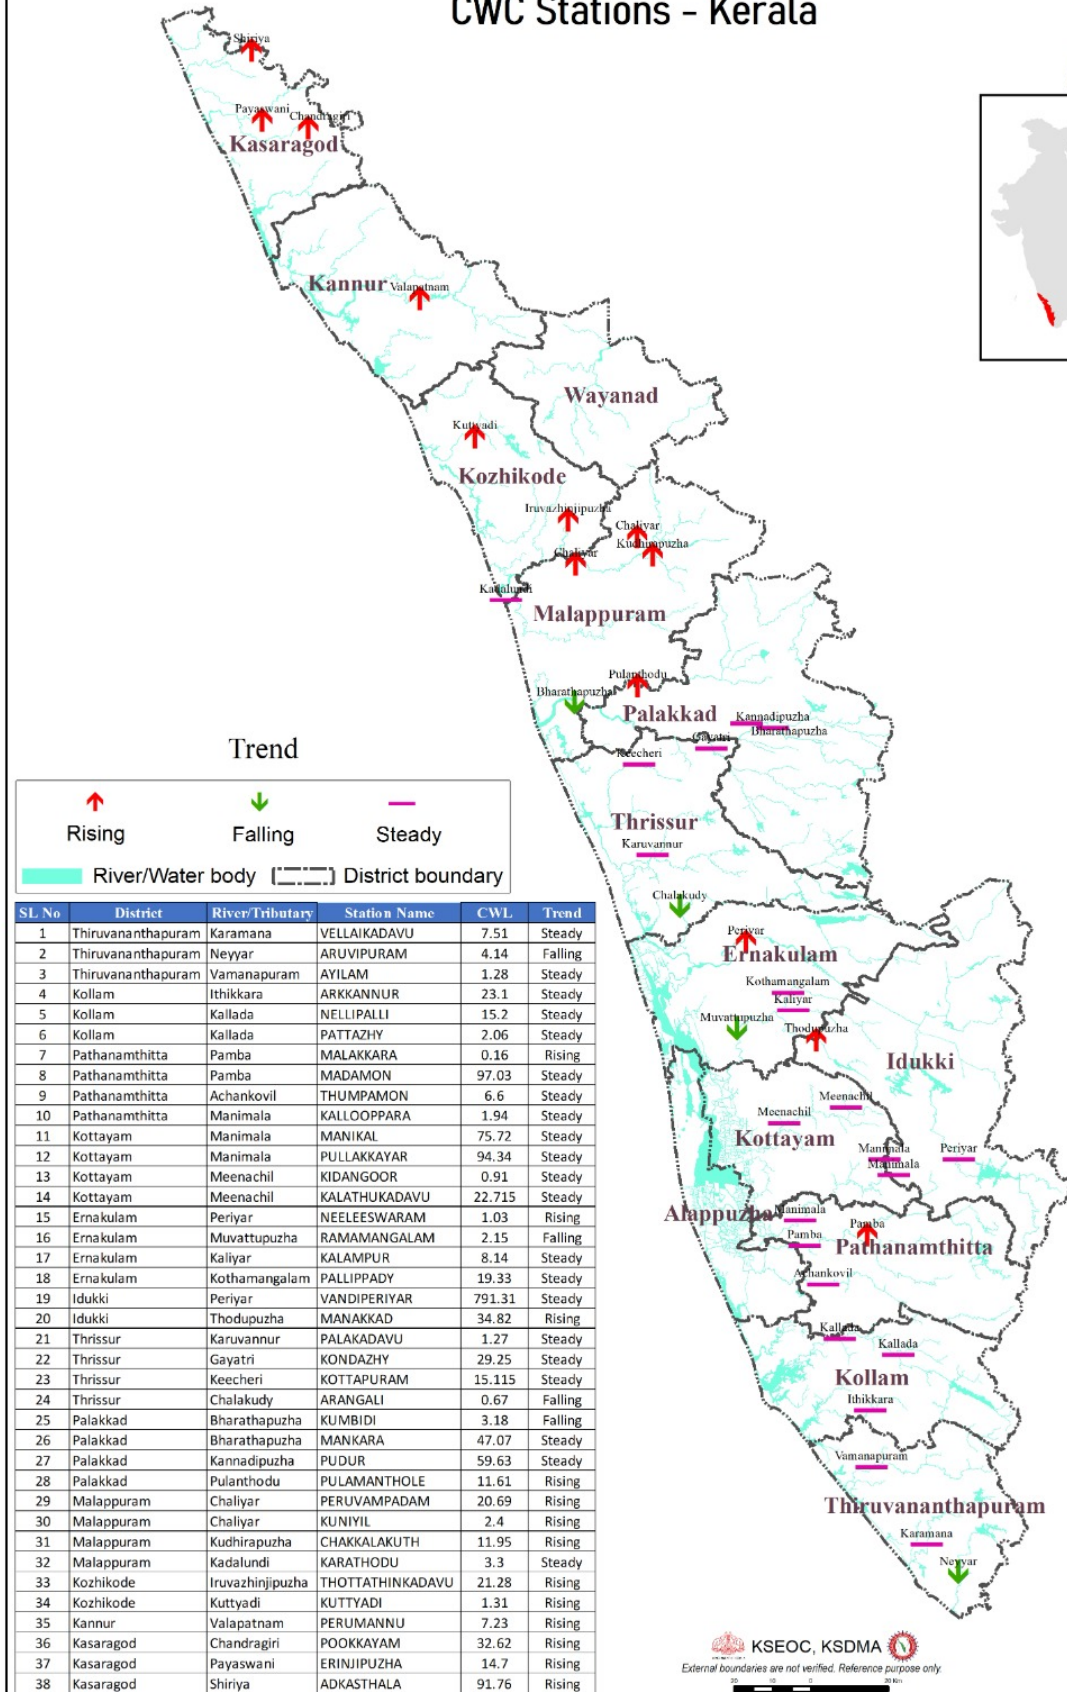 CWC Stations - Kerala
Shiriya
Payaswani
Chandragiri
Kasaragod
Kannur
Valapatnam
Wayanad
Kuttyadi
Kozhikode
Iruvazhinjipuzha
Chaliyar
Kudhirapuzha
Chaliyar
Kadalundi
Malappuram
Pulanthodu
Bharathapuzha
Palakkad
Kannadipuzha
Bharathapuzha
Gayatri
Keecheri
Thrissur
Karuvannur
Chalakudy
Periyar
Ernakulam
Kothamangalam
Kaliyar
Muvattupuzha
Thodupuzha
Idukki
Meenachil
Meenachil
Kottayam
Manimala
Manimala
Periyar
Alappuzha
Manimala
Pamba
Pamba
Pathanamthitta
Achankovil
Kallada
Kallada
Kollam
Ithikkara
Vamanapuram
Thiruvananthapuram
Karamana
Neyyar
Trend
Rising Falling Steady
River/Water body District boundary
SL No District River/Tributary Station Name CWL Trend
1 Thiruvananthapuram Karamana VELLAIKADAVU 7.51 Steady
2 Thiruvananthapuram Neyyar ARUVIPURAM 4.14 Falling
3 Thiruvananthapuram Vamanapuram AYILAM 1.28 Steady
4 Kollam Ithikkara ARKKANNUR 23.1 Steady
5 Kollam Kallada NELLIPALLI 15.2 Steady
6 Kollam Kallada PATTAZHY 2.06 Steady
7 Pathanamthitta Pamba MALAKKARA 0.16 Rising
8 Pathanamthitta Pamba MADAMON 97.03 Steady
9 Pathanamthitta Achankovil THUMPAMON 6.6 Steady
10 Pathanamthitta Manimala KALLOOPPARA 1.94 Steady
11 Kottayam Manimala MANIKAL 75.72 Steady
12 Kottayam Manimala PULLAKKAYAR 94.34 Steady
13 Kottayam Meenachil KIDANGOOR 0.91 Steady
14 Kottayam Meenachil KALATHUKADAVU 22.715 Steady
15 Ernakulam Periyar NEELEESWARAM 1.03 Rising
16 Ernakulam Muvattupuzha RAMAMANGALAM 2.15 Falling
17 Ernakulam Kaliyar KALAMPUR 8.14 Steady
18 Ernakulam Kothamangalam PALLIPPADY 19.33 Steady
19 Idukki Periyar VANDIPERIYAR 791.31 Steady
20 Idukki Thodupuzha MANAKKAD 34.82 Rising
21 Thrissur Karuvannur PALAKADAVU 1.27 Steady
22 Thrissur Gayatri KONDAZHY 29.25 Steady
23 Thrissur Keecheri KOTTAPURAM 15.115 Steady
24 Thrissur Chalakudy ARANGALI 0.67 Falling
25 Palakkad Bharathapuzha KUMBIDI 3.18 Falling
26 Palakkad Bharathapuzha MANKARA 47.07 Steady
27 Palakkad Kannadipuzha PUDUR 59.63 Steady
28 Palakkad Pulanthodu PULAMANTHOLE 11.61 Rising
29 Malappuram Chaliyar PERUVAMPADAM 20.69 Rising
30 Malappuram Chaliyar KUNIYIL 2.4 Rising
31 Malappuram Kudhirapuzha CHAKKALAKUTH 11.95 Rising
32 Malappuram Kadalundi KARATHODU 3.3 Steady
33 Kozhikode Iruvazhinjipuzha THOTTATHINKADAVU 21.28 Rising
34 Kozhikode Kuttyadi KUTTYADI 1.31 Rising
35 Kannur Valapatnam PERUMANNU 7.23 Rising
36 Kasaragod Chandragiri POOKKAYAM 32.62 Rising
37 Kasaragod Payaswani ERINJIPUZHA 14.7 Rising
38 Kasaragod Shiriya ADKASTHALA 91.76 Rising
KSEOC, KSDMA
External boundaries are not verified. Reference purpose only.
20 10 0 20 Km